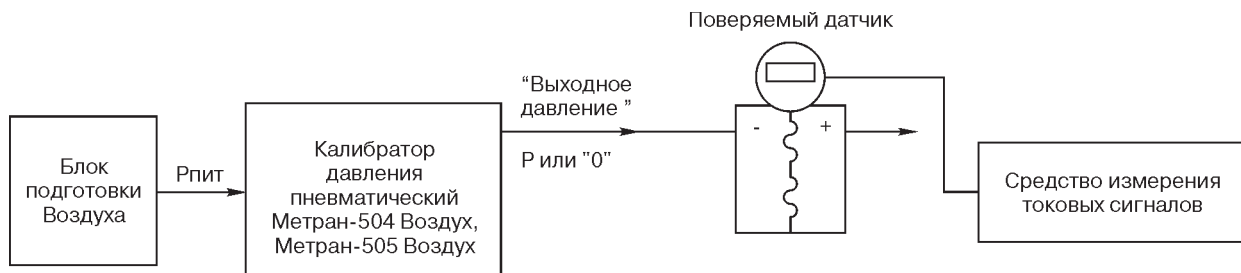 Поверяемый датчик
“Выходное
давление ”
- +
Р или "0"
Блок
подготовки
Воздуха
Рпит
Калибратор
давления
пневматический
Метран-504 Воздух,
Метран-505 Воздух
Средство измерения
токовых сигналов